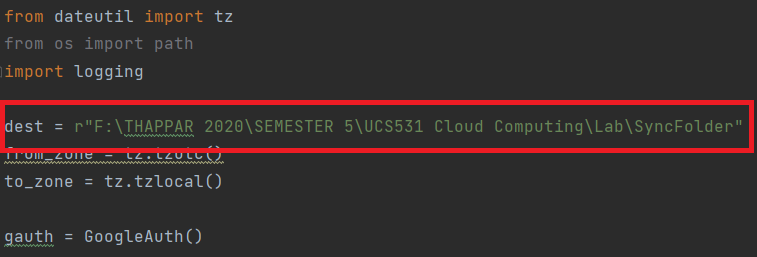 from dateutil import tz
from os import path
import logging
dest = r"F:\THAPPAR 2020\SEMESTER 5\UCS531 Cloud Computing\Lab\SyncFolder"
from_zone = tz.tzutc()
to_zone = tz.tzlocal()
gauth = GoogleAuth()